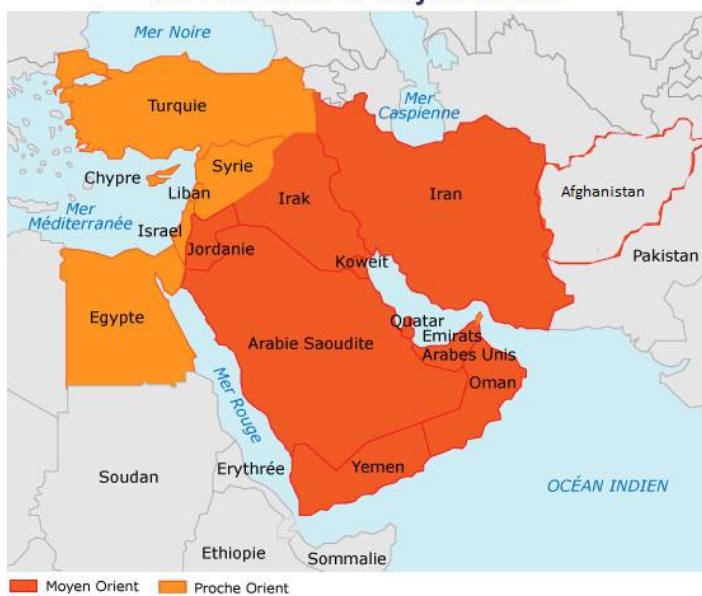 Mer Noire
Turquie
Mer
Caspienne
Chypre
Syrie
Liban
Irak
Iran
Afghanistan
Mer
Méditerranée
Israel
Jordanie
Koweit
Pakistan
Egypte
Quatar
Emirats
Arabes Unis
Arabie Saoudite
Oman
Mer Rouge
Soudan
Erythrée
Yemen
OCÉAN INDIEN
Ethiopie
Sommalie
Moyen Orient
Proche Orient